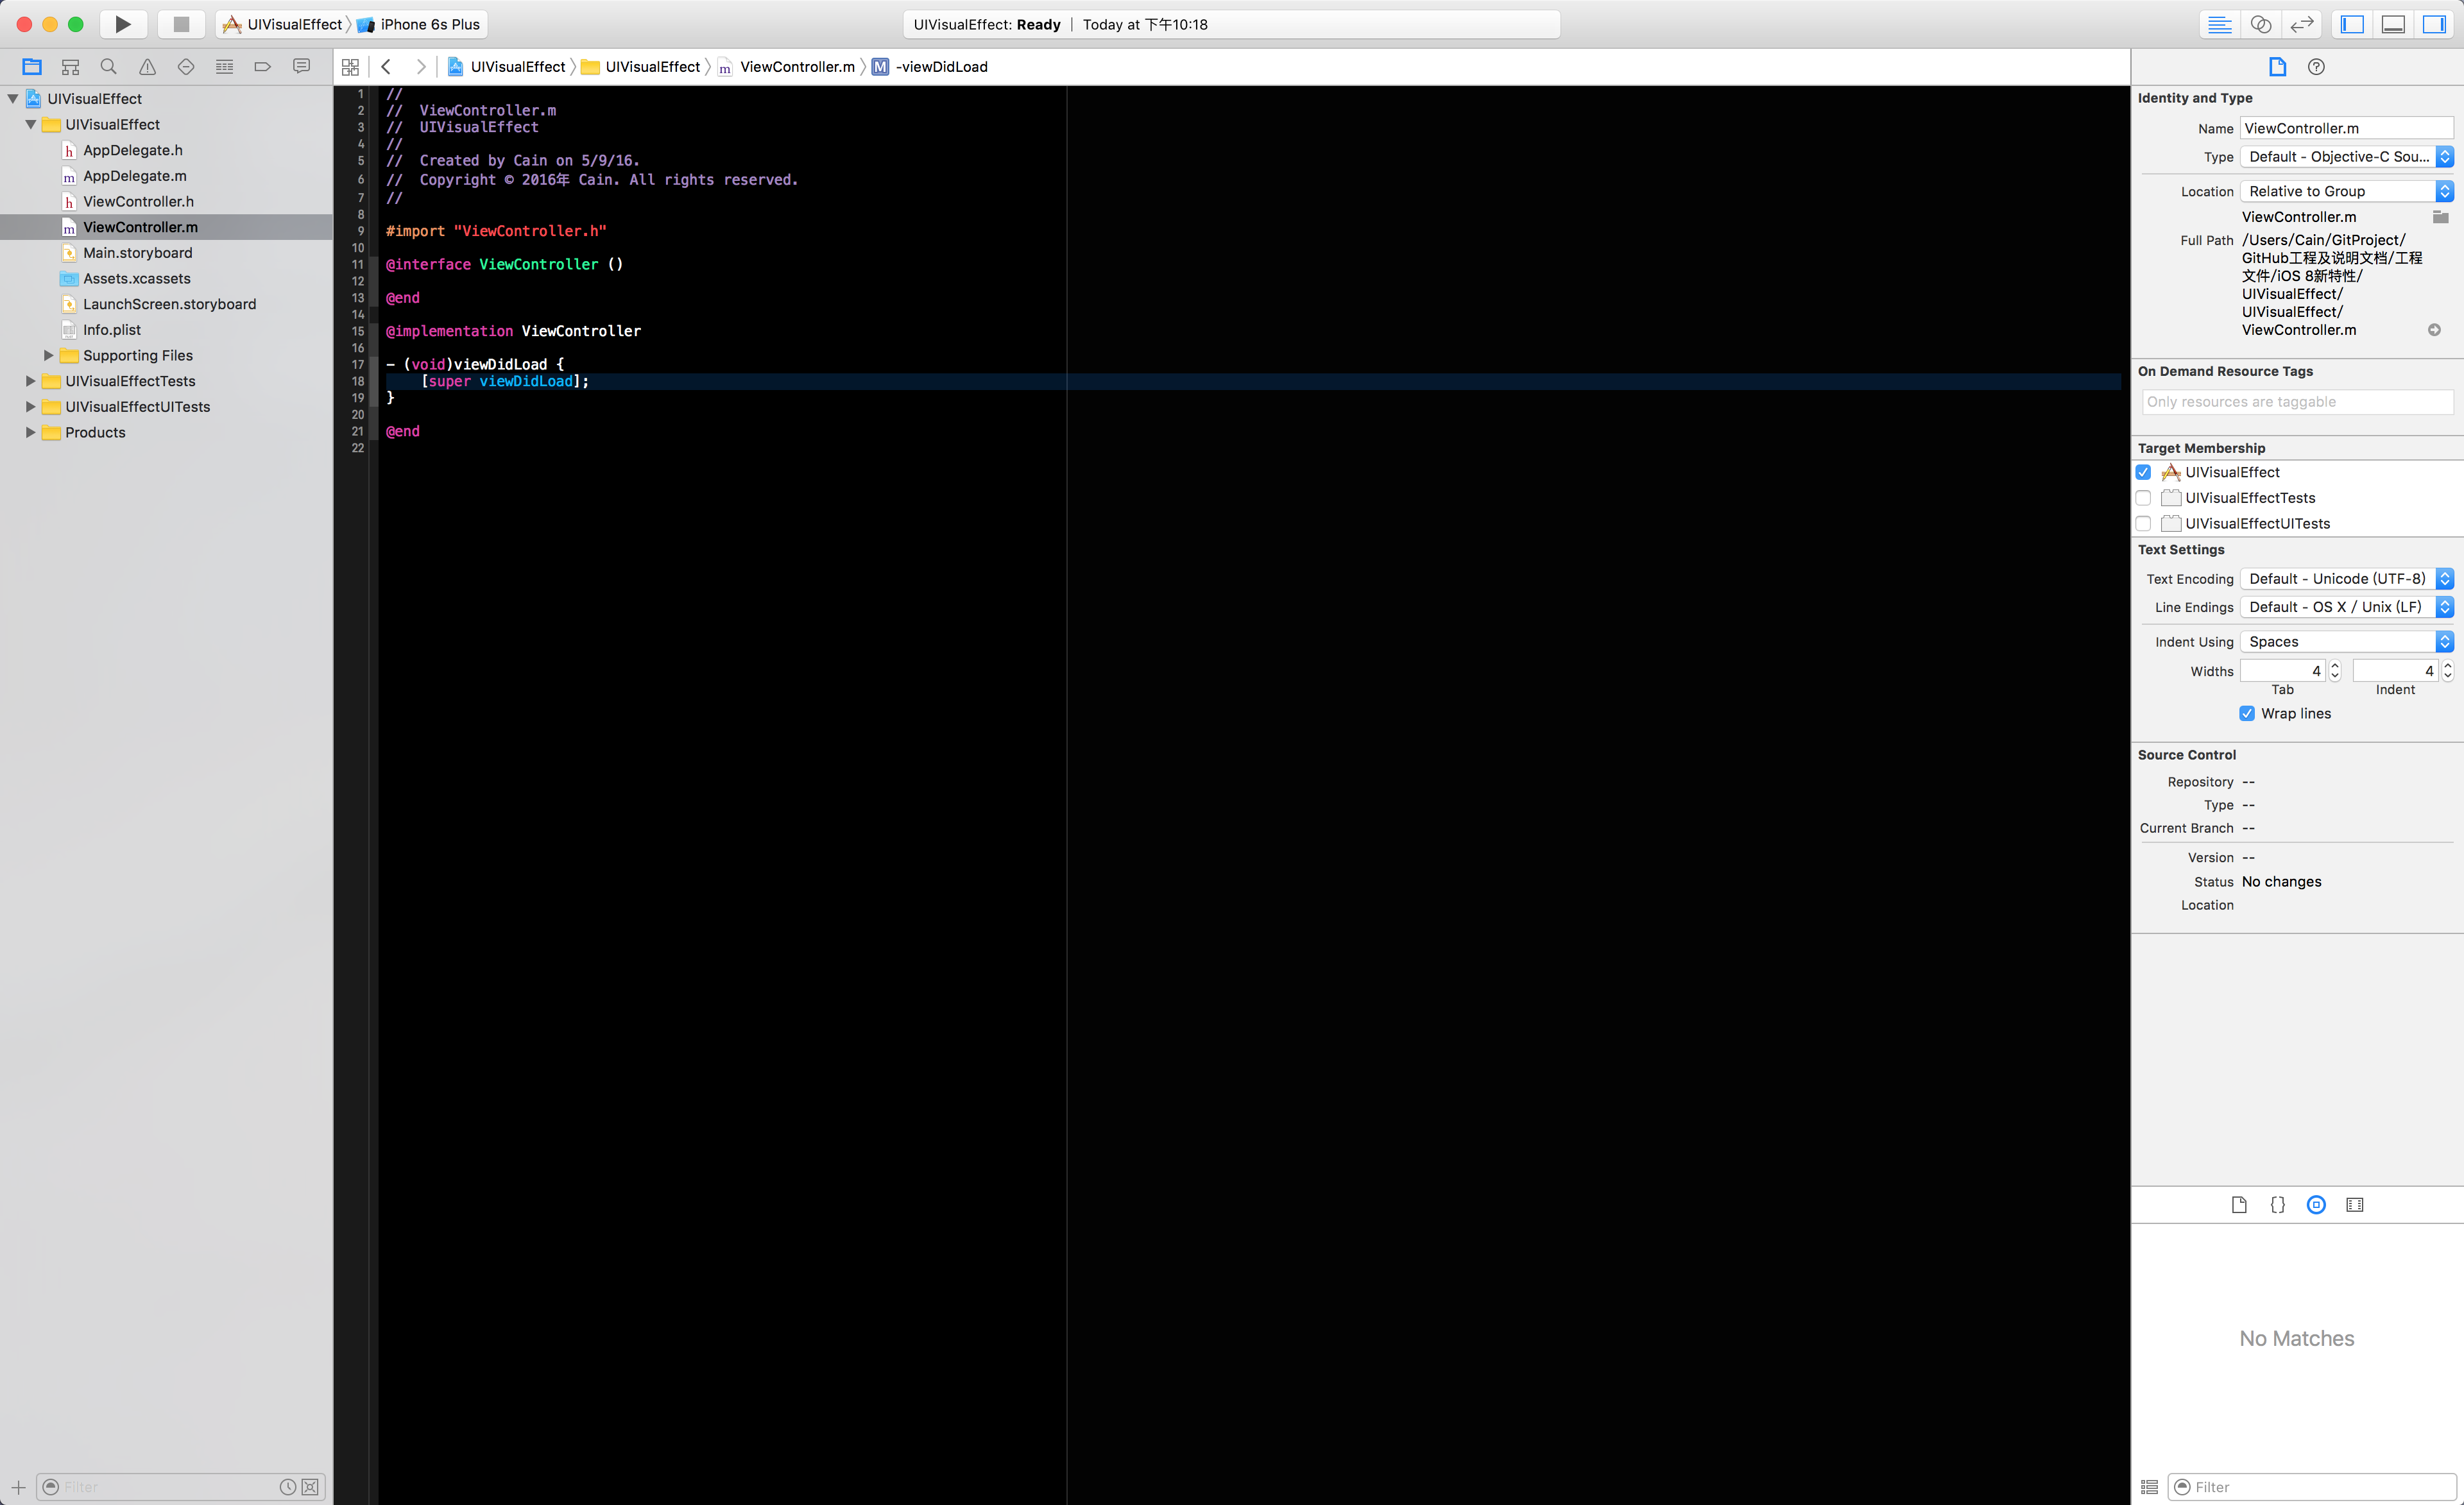 UIVisualEffect iPhone 6s Plus
UIVisualEffect: Ready Today at 下午10:18
UIVisualEffect UIVisualEffect m ViewController.m M -viewDidLoad
UIVisualEffect
UIVisualEffect
h AppDelegate.h
m AppDelegate.m
h ViewController.h
m ViewController.m
Main.storyboard
Assets.xcassets
LaunchScreen.storyboard
Info.plist
Supporting Files
UIVisualEffectTests
UIVisualEffectUITests
Products
Filter
1 //
2 //  ViewController.m
3 //  UIVisualEffect
4 //
5 //  Created by Cain on 5/9/16.
6 //  Copyright © 2016年 Cain. All rights reserved.
7 //
8
9 #import "ViewController.h"
10
11 @interface ViewController ()
12
13 @end
14
15 @implementation ViewController
16
17 - (void)viewDidLoad {
18     [super viewDidLoad];
19 }
20
21 @end
22
Identity and Type
Name ViewController.m
Type Default - Objective-C Sou...
Location Relative to Group
ViewController.m
Full Path /Users/Cain/GitProject/
GitHub工程及说明文档/工程
文件/iOS 8新特性/
UIVisualEffect/
UIVisualEffect/
ViewController.m
On Demand Resource Tags
Only resources are taggable
Target Membership
UIVisualEffect
UIVisualEffectTests
UIVisualEffectUITests
Text Settings
Text Encoding Default - Unicode (UTF-8)
Line Endings Default - OS X / Unix (LF)
Indent Using Spaces
Widths 4 4
Tab Indent
Wrap lines
Source Control
Repository --
Type --
Current Branch --
Version --
Status No changes
Location
{}
No Matches
Filter